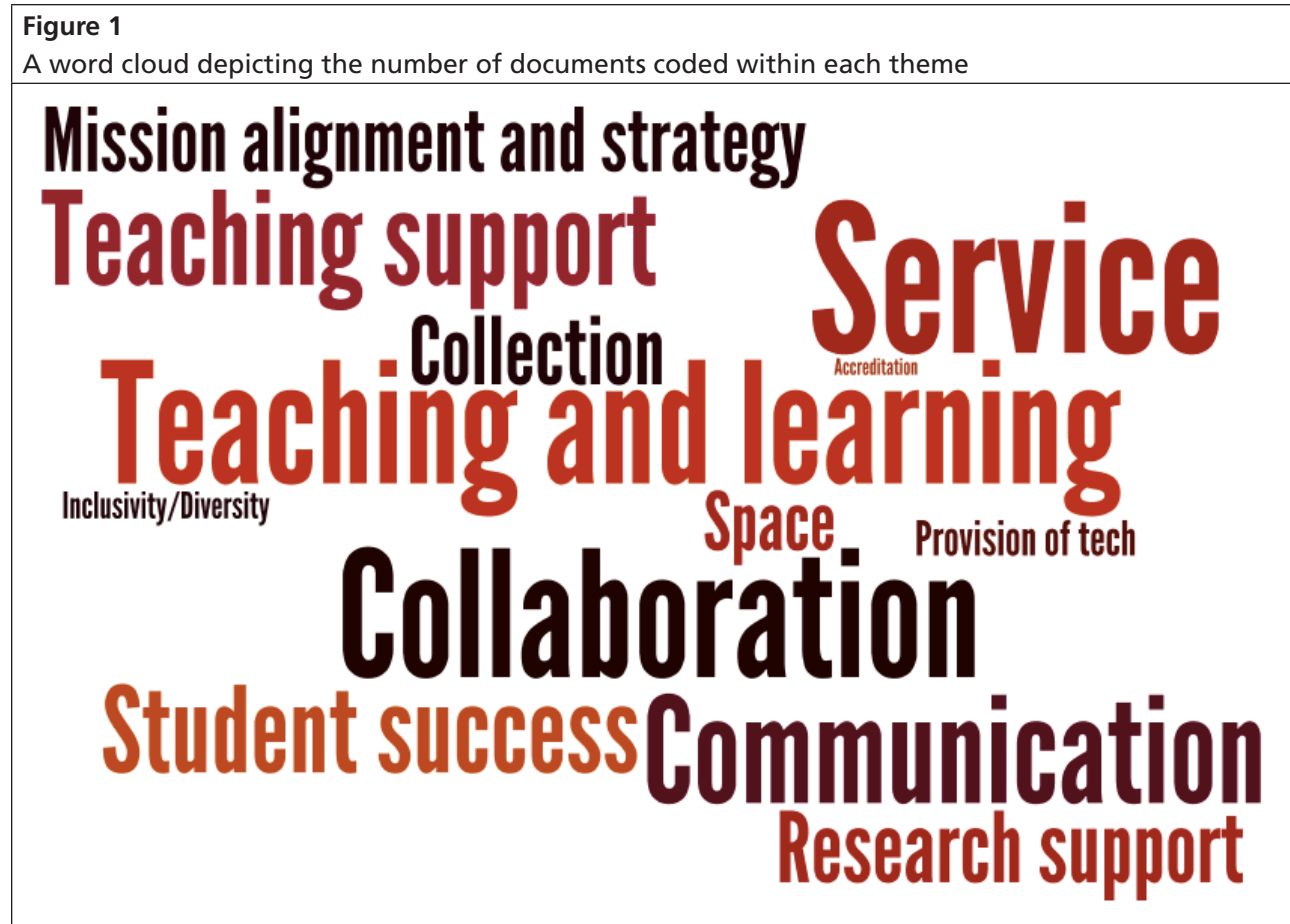 Figure 1
A word cloud depicting the number of documents coded within each theme
Mission alignment and strategy
Teaching support
Service
Collection
Accreditation
Teaching and learning
Inclusivity/Diversity
Space
Provision of tech
Collaboration
Student success
Communication
Research support